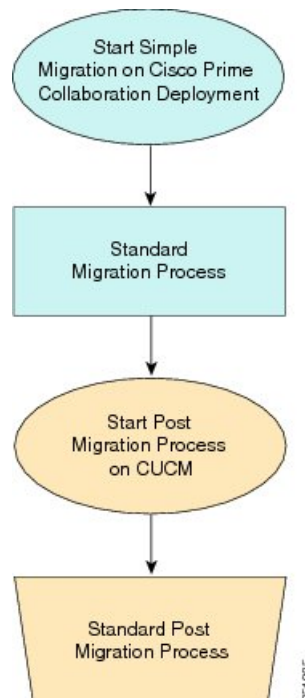 Start Simple
Migration on Cisco Prime
Collaboration Deployment
Standard
Migration Process
Start Post
Migration Process
on CUCM
Standard Post
Migration Process